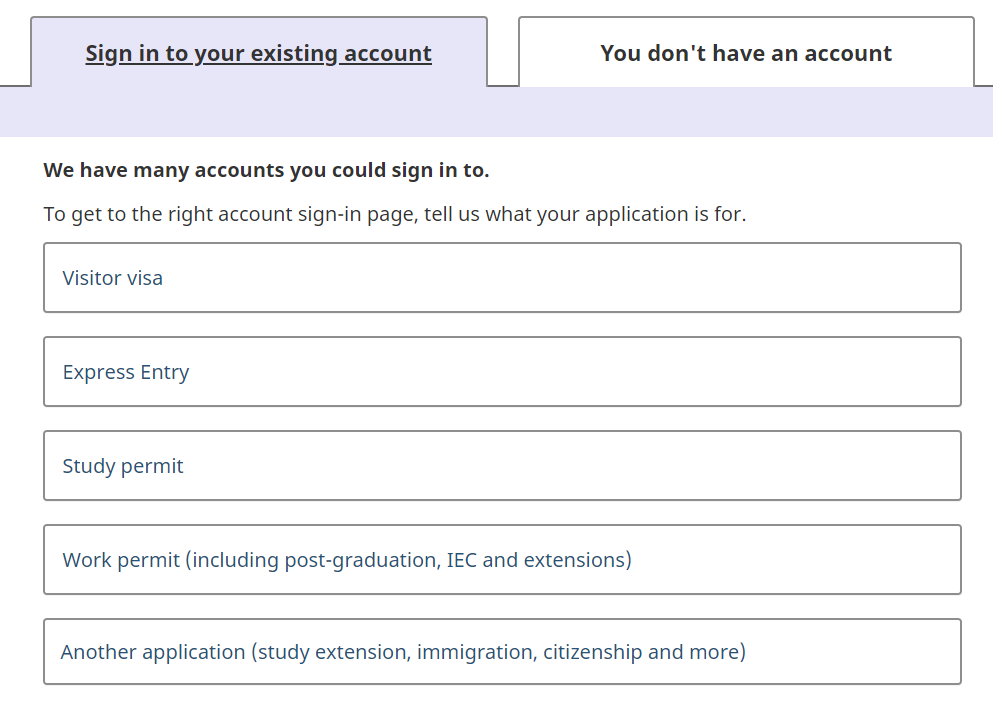 Sign in to your existing account
You don't have an account
We have many accounts you could sign in to.
To get to the right account sign-in page, tell us what your application is for.
Visitor visa
Express Entry
Study permit
Work permit (including post-graduation, IEC and extensions)
Another application (study extension, immigration, citizenship and more)